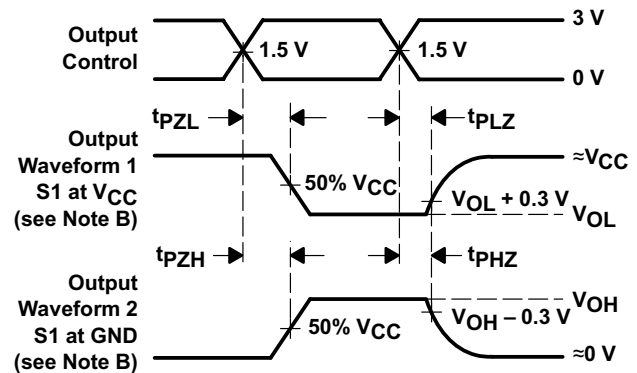 Output
Control
1.5 V
1.5 V
3 V
0 V
tPZL
tPLZ
Output
Waveform 1
S1 at VCC
(see Note B)
50% VCC
≈VCC
VOL + 0.3 V
VOL
tPZH
tPHZ
Output
Waveform 2
S1 at GND
(see Note B)
50% VCC
VOH
VOH – 0.3 V
≈0 V